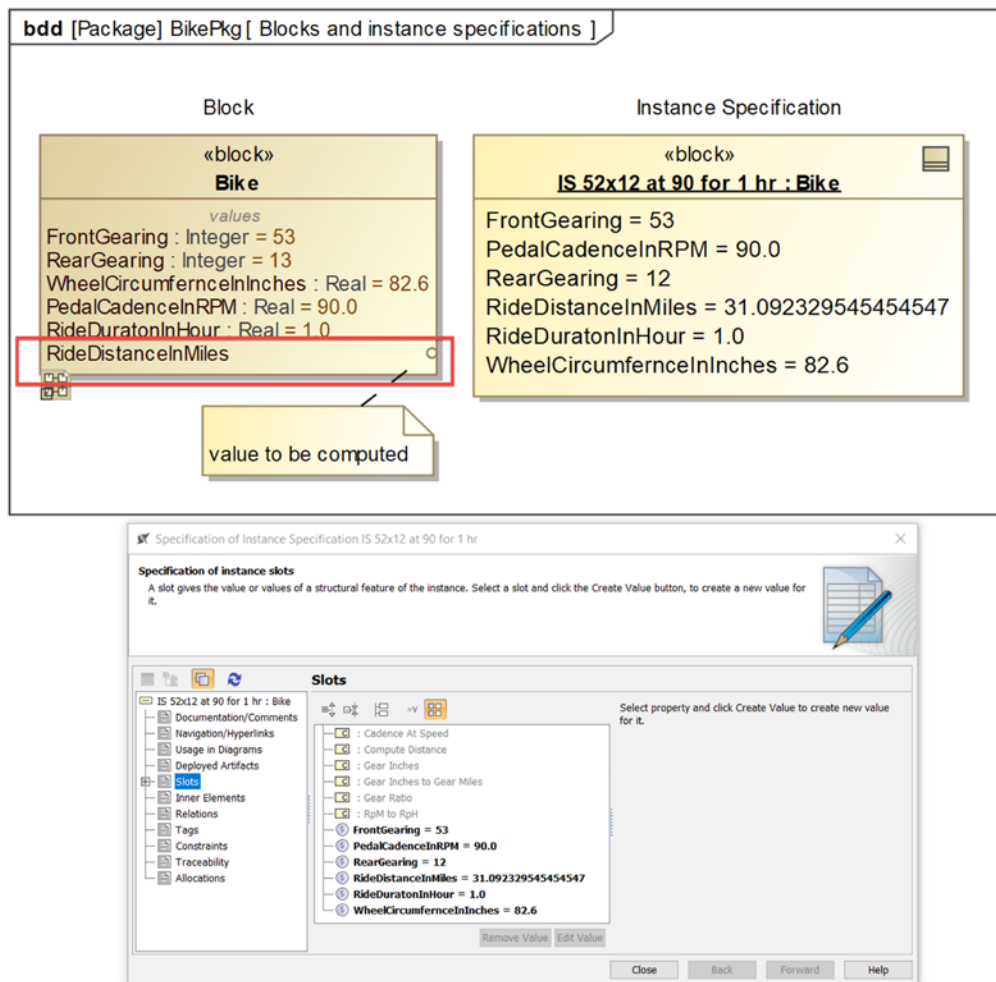 bdd [Package] BikePkg [ Blocks and instance specifications ]
Block
Instance Specification
«block»
Bike
values
FrontGearing : Integer = 53
RearGearing : Integer = 13
WheelCircumfernceInInches : Real = 82.6
PedalCadenceInRPM : Real = 90.0
RideDuratonInHour : Real = 1.0
RideDistanceInMiles
value to be computed
«block»
IS 52x12 at 90 for 1 hr : Bike
FrontGearing = 53
PedalCadenceInRPM = 90.0
RearGearing = 12
RideDistanceInMiles = 31.092329545454547
RideDuratonInHour = 1.0
WheelCircumfernceInInches = 82.6
Specification of Instance Specification IS 52x12 at 90 for 1 hr
Specification of instance slots
A slot gives the value or values of a structural feature of the instance. Select a slot and click the Create Value button, to create a new value for
it.
IS 52x12 at 90 for 1 hr : Bike
Documentation/Comments
Navigation/Hyperlinks
Usage in Diagrams
Deployed Artifacts
Slots
Inner Elements
Relations
Tags
Constraints
Traceability
Allocations
Slots
=V
C : Cadence At Speed
C : Compute Distance
C : Gear Inches
C : Gear Inches to Gear Miles
C : Gear Ratio
C : RpM to RpH
S FrontGearing = 53
S PedalCadenceInRPM = 90.0
S RearGearing = 12
S RideDistanceInMiles = 31.092329545454547
S RideDuratonInHour = 1.0
S WheelCircumfernceInInches = 82.6
Select property and click Create Value to create new value
for it.
Remove Value Edit Value
Close Back Forward Help